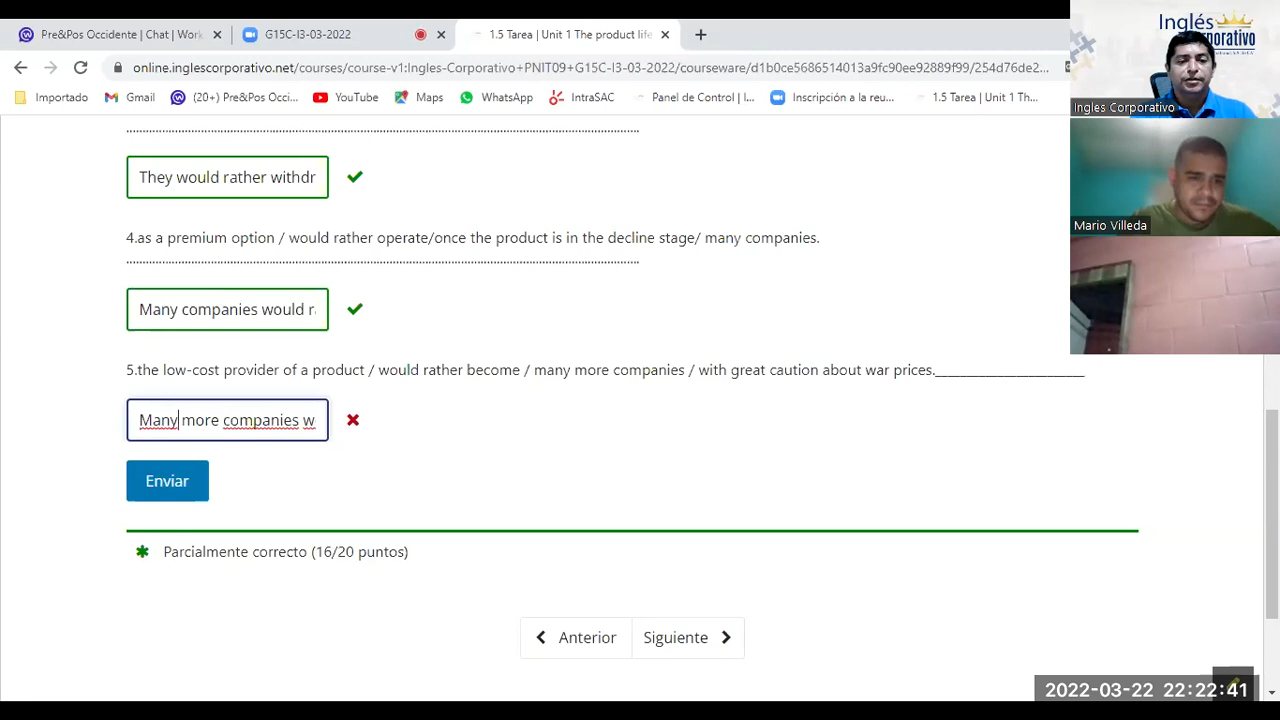 Pre&Pos Occidente | Chat | Work
G15C-I3-03-2022
1.5 Tarea | Unit 1 The product life
online.inglescorporativo.net/courses/course-v1:Ingles-Corporativo+PNIT09+G15C-I3-03-2022/courseware/d1b0ce5686514013a9fc90ee92889f99/254d76de2...
Importado
Gmail
(20+) Pre&Pos Occi...
YouTube
Maps
WhatsApp
IntraSAC
Panel de Control | I...
Inscripción a la reu...
1.5 Tarea | Unit 1 Th...
Inglés
Corporativo
Ingles Corporativo
Mario Villeda
They would rather withdr
4.as a premium option / would rather operate/once the product is in the decline stage/ many companies.
Many companies would r
5.the low-cost provider of a product / would rather become / many more companies / with great caution about war prices.______________________
Many more companies w
Enviar
Parcialmente correcto (16/20 puntos)
Anterior
Siguiente
2022-03-22 22:22:41